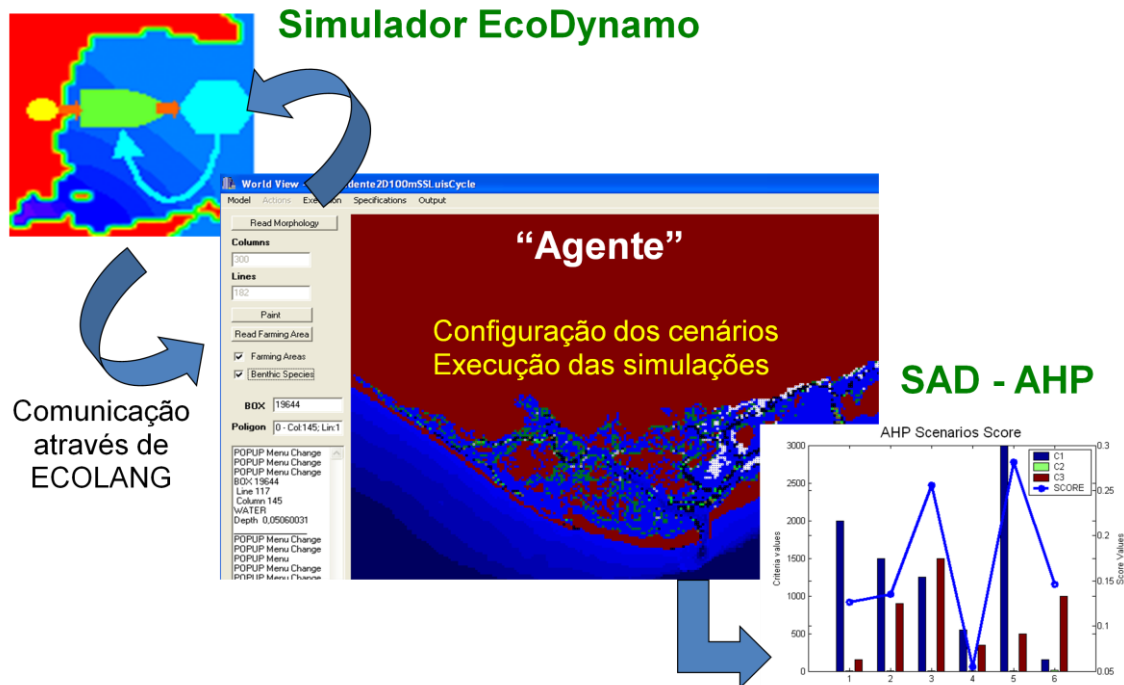 Simulador EcoDynamo
World View
dente2D100mSSLuisCycle
Model Actions Execution Specifications Output
Read Morphology
Columns
300
Lines
182
Paint
Read Farming Area
Farming Areas
Benthic Species
BOX 19644
Poligon 0 - Col:145; Lin:1
POPUP Menu Change
POPUP Menu Change
POPUP Menu Change
BOX 19644
Line 117
Column 145
WATER
Depth 0,05060031
POPUP Menu Change
POPUP Menu Change
POPUP Menu
POPUP Menu Change
POPUP Menu Change
“Agente”
Configuração dos cenários
Execução das simulações
Comunicação
através de
ECOLANG
SAD - AHP
AHP Scenarios Score
C1
C2
C3
SCORE
Criteria values
3000
2500
2000
1500
1000
500
0
1 2 3 4 5 6
0.3
0.25
0.2
0.15
0.1
0.05
Score Values